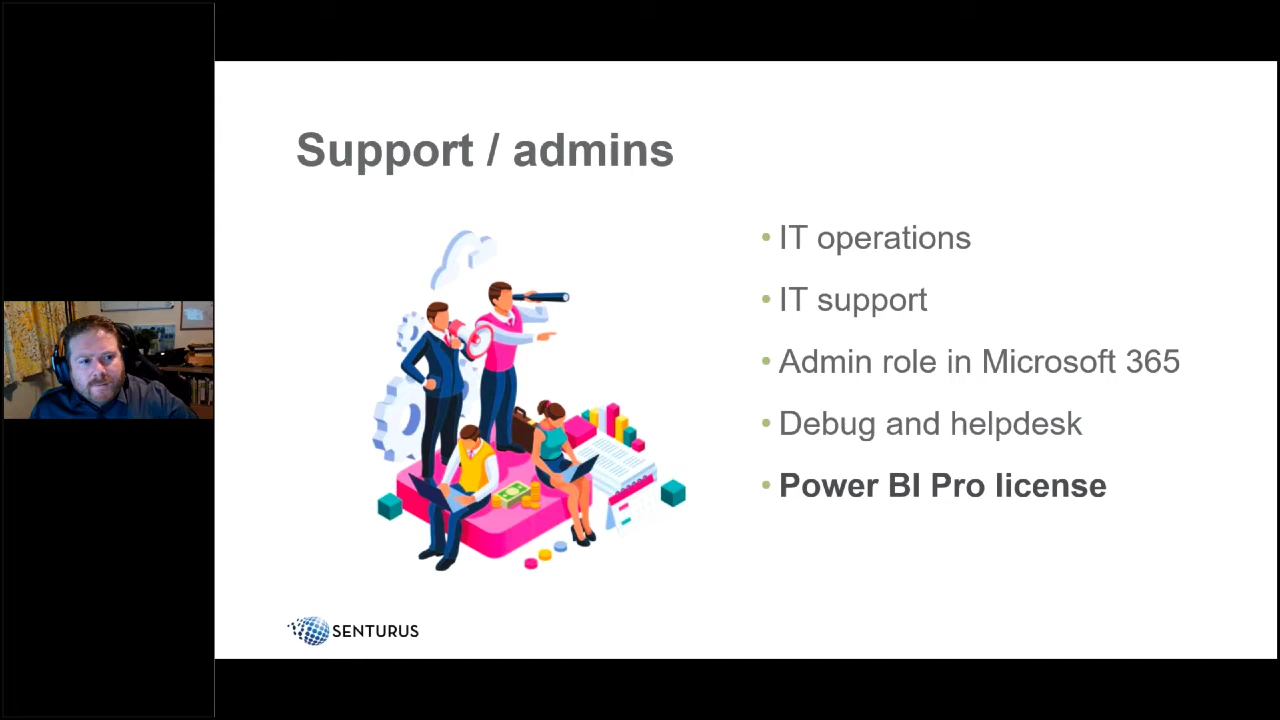 Support / admins
• IT operations
• IT support
• Admin role in Microsoft 365
• Debug and helpdesk
• Power BI Pro license
SENTURUS